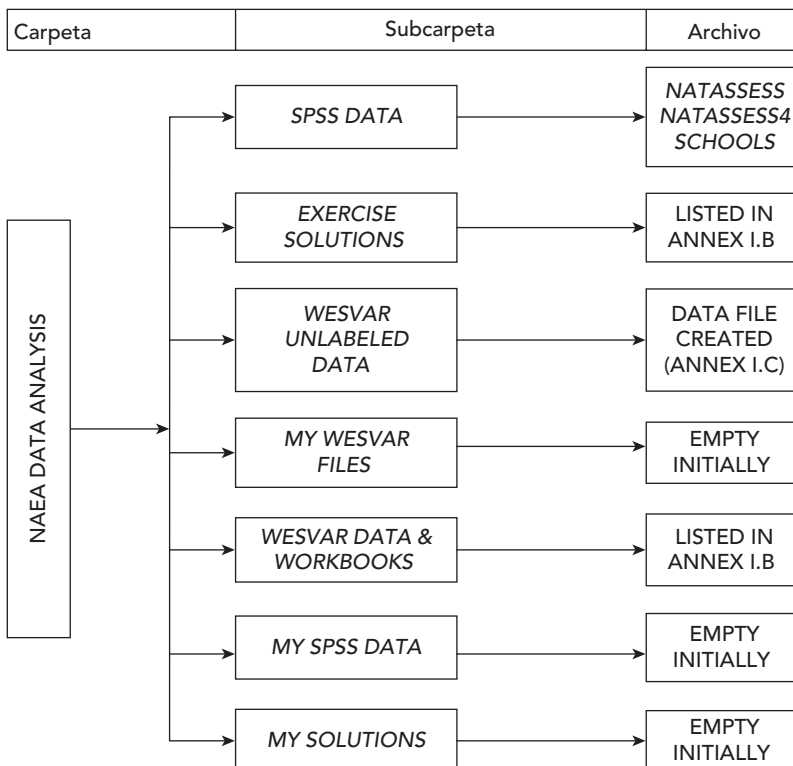 Carpeta
Subcarpeta
Archivo
NAEA DATA ANALYSIS
SPSS DATA
NATASSESS
NATASSESS4
SCHOOLS
EXERCISE
SOLUTIONS
LISTED IN
ANNEX I.B
WESVAR
UNLABELED
DATA
DATA FILE
CREATED
(ANNEX I.C)
MY WESVAR
FILES
EMPTY
INITIALLY
WESVAR DATA &
WORKBOOKS
LISTED IN
ANNEX I.B
MY SPSS DATA
EMPTY
INITIALLY
MY SOLUTIONS
EMPTY
INITIALLY